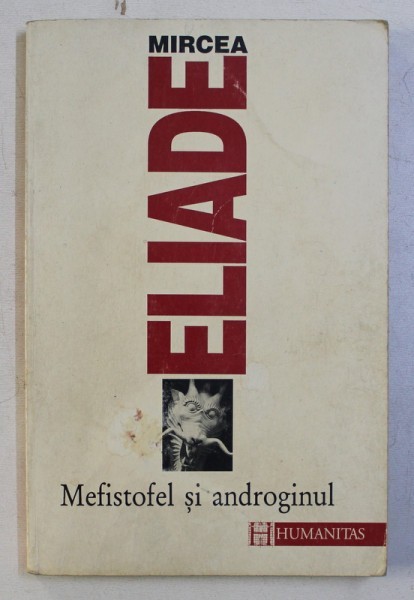 MIRCEA
ELIADE
Mefistofel și androginul
HUMANITAS